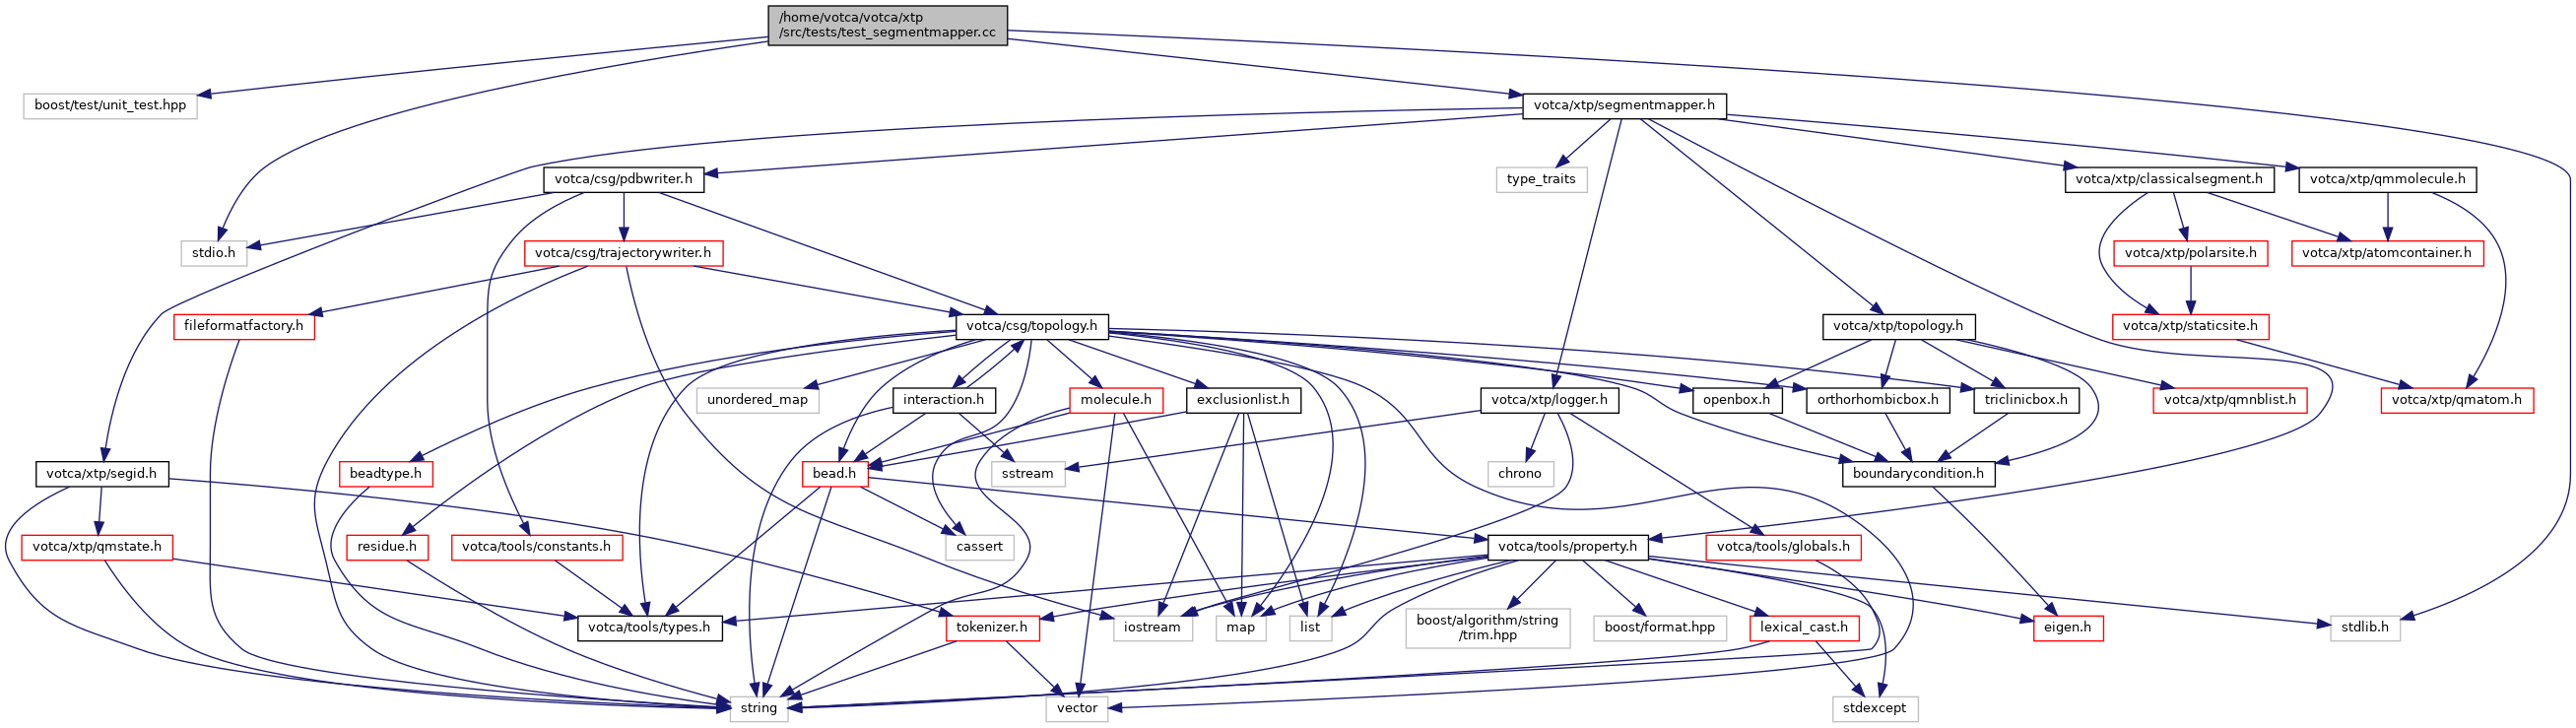 /home/votca/votca/xtp
/src/tests/test_segmentmapper.cc
boost/test/unit_test.hpp
votca/xtp/segmentmapper.h
votca/csg/pdbwriter.h
type_traits
votca/xtp/classicalsegment.h
votca/xtp/qmmolecule.h
stdio.h
votca/csg/trajectorywriter.h
votca/xtp/polarsite.h
votca/xtp/atomcontainer.h
fileformatfactory.h
votca/csg/topology.h
votca/xtp/topology.h
votca/xtp/staticsite.h
unordered_map
interaction.h
molecule.h
exclusionlist.h
votca/xtp/logger.h
openbox.h
orthorhombicbox.h
triclinicbox.h
votca/xtp/qmnblist.h
votca/xtp/qmatom.h
votca/xtp/segid.h
beadtype.h
bead.h
sstream
chrono
boundarycondition.h
votca/xtp/qmstate.h
residue.h
votca/tools/constants.h
cassert
votca/tools/property.h
votca/tools/globals.h
votca/tools/types.h
tokenizer.h
iostream
map
list
boost/algorithm/string
/trim.hpp
boost/format.hpp
lexical_cast.h
eigen.h
stdlib.h
string
vector
stdexcept